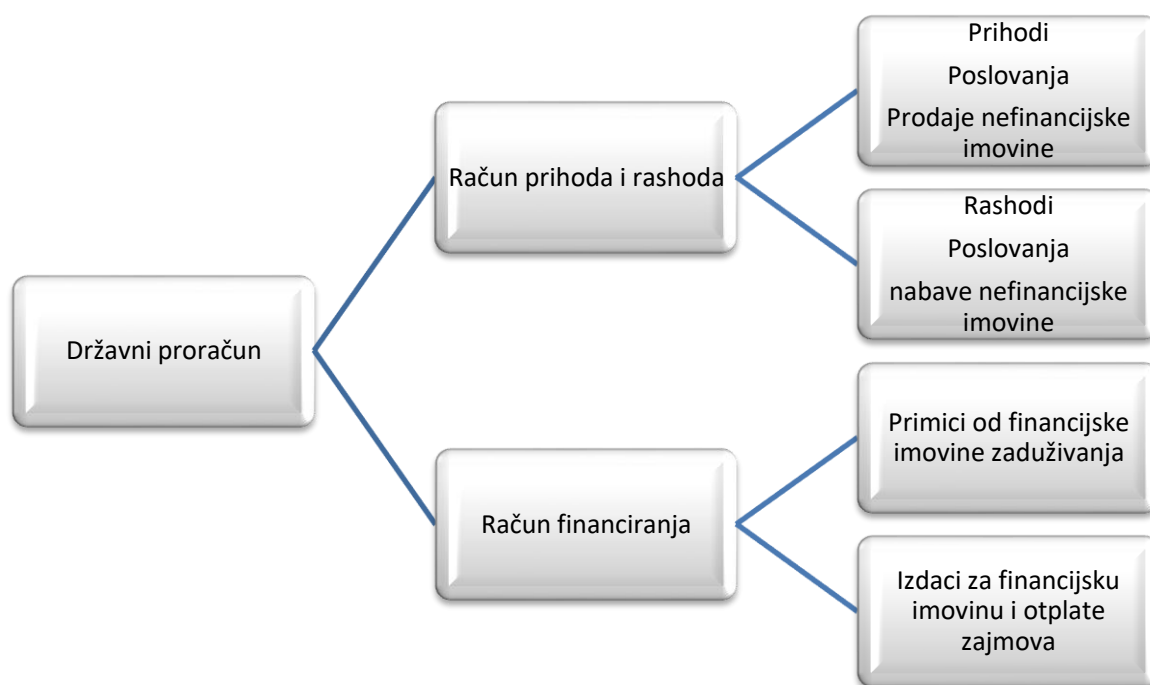 Prihodi
Poslovanja
Prodaje nefinancijske
imovine
Račun prihoda i rashoda
Rashodi
Poslovanja
nabave nefinancijske
imovine
Državni proračun
Primici od financijske
imovine zaduživanja
Račun financiranja
Izdaci za financijsku
imovinu i otplate
zajmova